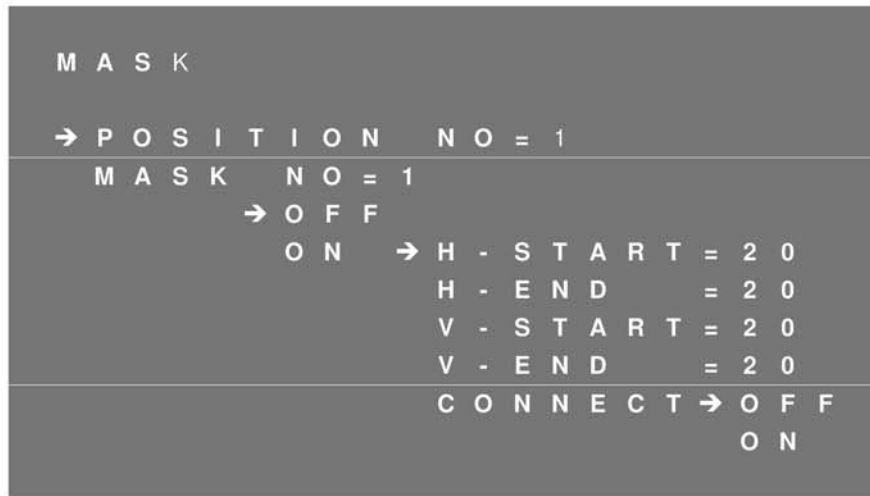 MASK
→ POSITION NO=1
MASK NO=1
→ OFF
ON → H-START=20
H-END =20
V-START=20
V-END =20
CONNECT→OFF
ON